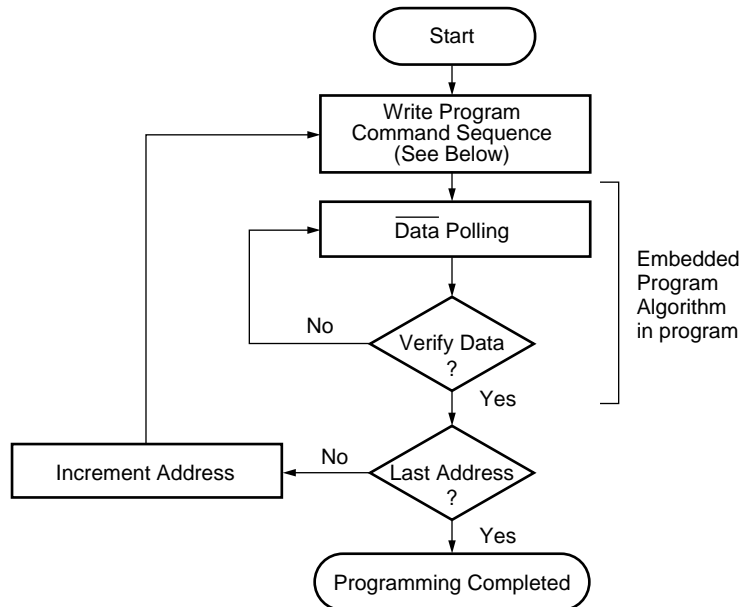 Start
Write Program
Command Sequence
(See Below)
Data Polling
Embedded
Program
Algorithm
in program
No
Verify Data
?
Yes
Increment Address
No
Last Address
?
Yes
Programming Completed